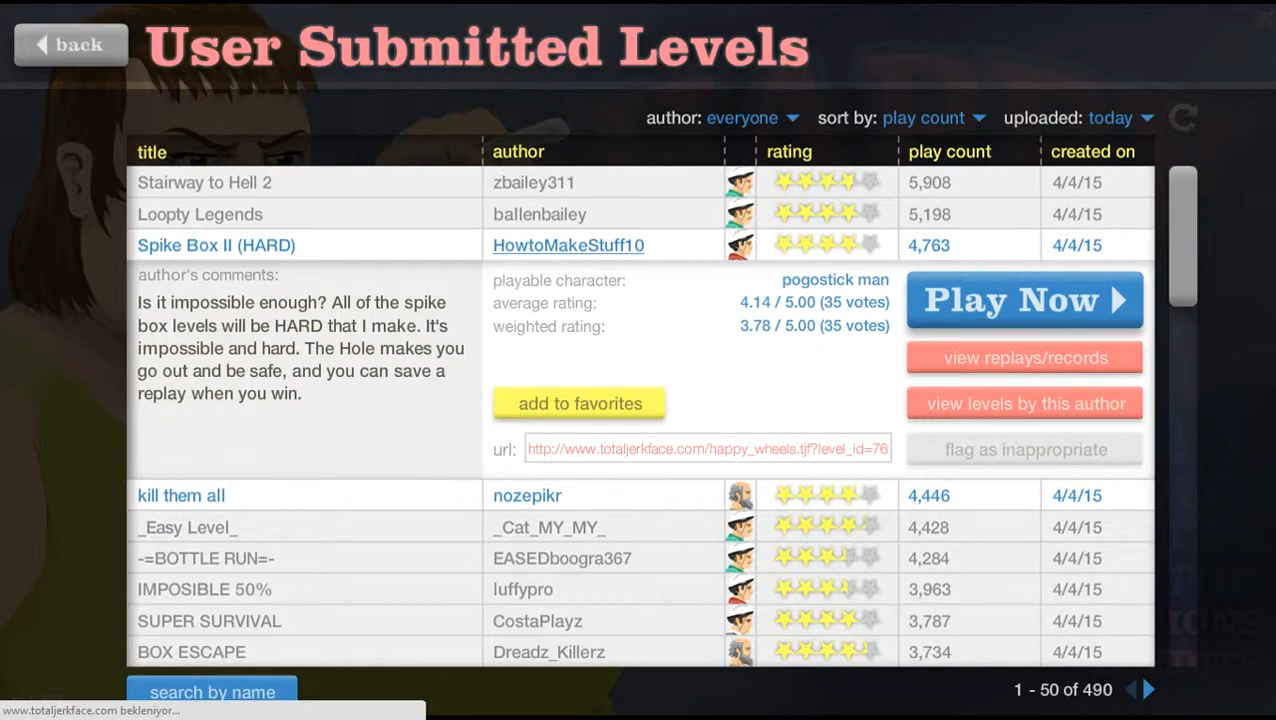 back
User Submitted Levels
author: everyone sort by: play count uploaded: today
title author rating play count created on
Stairway to Hell 2 zbailey311 5,908 4/4/15
Loopty Legends ballenbailey 5,198 4/4/15
Spike Box II (HARD) HowtoMakeStuff10 4,763 4/4/15
author's comments:
Is it impossible enough? All of the spike
box levels will be HARD that I make. It's
impossible and hard. The Hole makes you
go out and be safe, and you can save a
replay when you win.
playable character: pogostick man
average rating: 4.14 / 5.00 (35 votes)
weighted rating: 3.78 / 5.00 (35 votes)
add to favorites
url: http://www.totaljerkface.com/happy_wheels.tjf?level_id=76
Play Now
view replays/records
view levels by this author
flag as inappropriate
kill them all nozepikr 4,446 4/4/15
_Easy Level_ _Cat_MY_MY_ 4,428 4/4/15
-=BOTTLE RUN=- EASEDboogra367 4,284 4/4/15
IMPOSIBLE 50% luffypro 3,963 4/4/15
SUPER SURVIVAL CostaPlayz 3,787 4/4/15
BOX ESCAPE Dreadz_Killerz 3,734 4/4/15
search by name
1 - 50 of 490
www.totaljerkface.com bekleniyor...